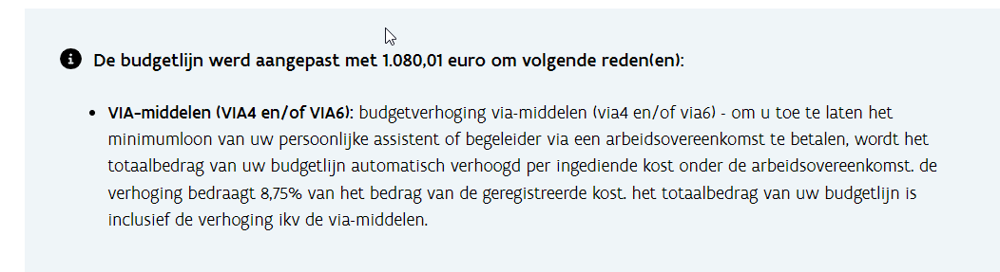 De budgetlijn werd aangepast met 1.080,01 euro om volgende reden(en):
• VIA-middelen (VIA4 en/of VIA6): budgetverhoging via-middelen (via4 en/of via6) - om u toe te laten het
minimumloon van uw persoonlijke assistent of begeleider via een arbeidsovereenkomst te betalen, wordt het
totaalbedrag van uw budgetlijn automatisch verhoogd per ingediende kost onder de arbeidsovereenkomst. de
verhoging bedraagt 8,75% van het bedrag van de geregistreerde kost. het totaalbedrag van uw budgetlijn is
inclusief de verhoging ikv de via-middelen.